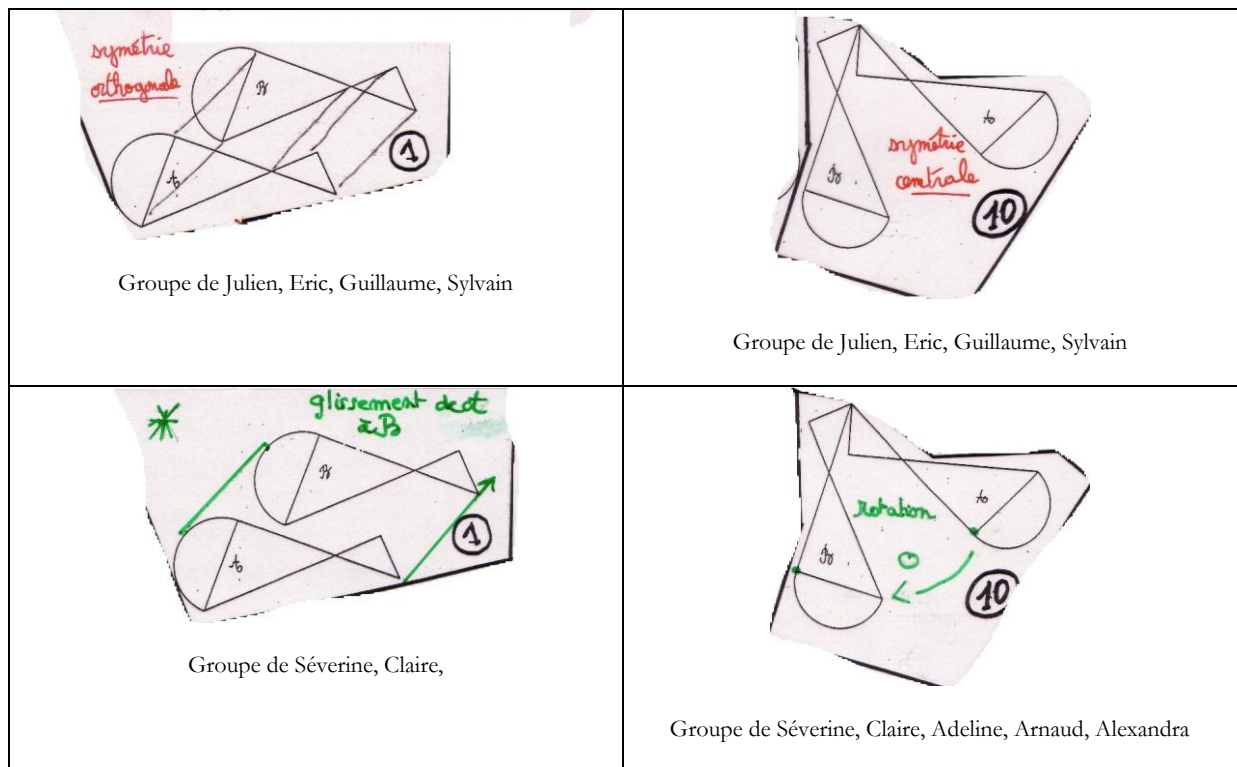 symétrie
orthogonale
B
A
1
Groupe de Julien, Eric, Guillaume, Sylvain
A
B
symétrie
centrale
10
Groupe de Julien, Eric, Guillaume, Sylvain
glissement de A
à B
B
A
1
Groupe de Séverine, Claire,
A
rotation
B
10
Groupe de Séverine, Claire, Adeline, Arnaud, Alexandra